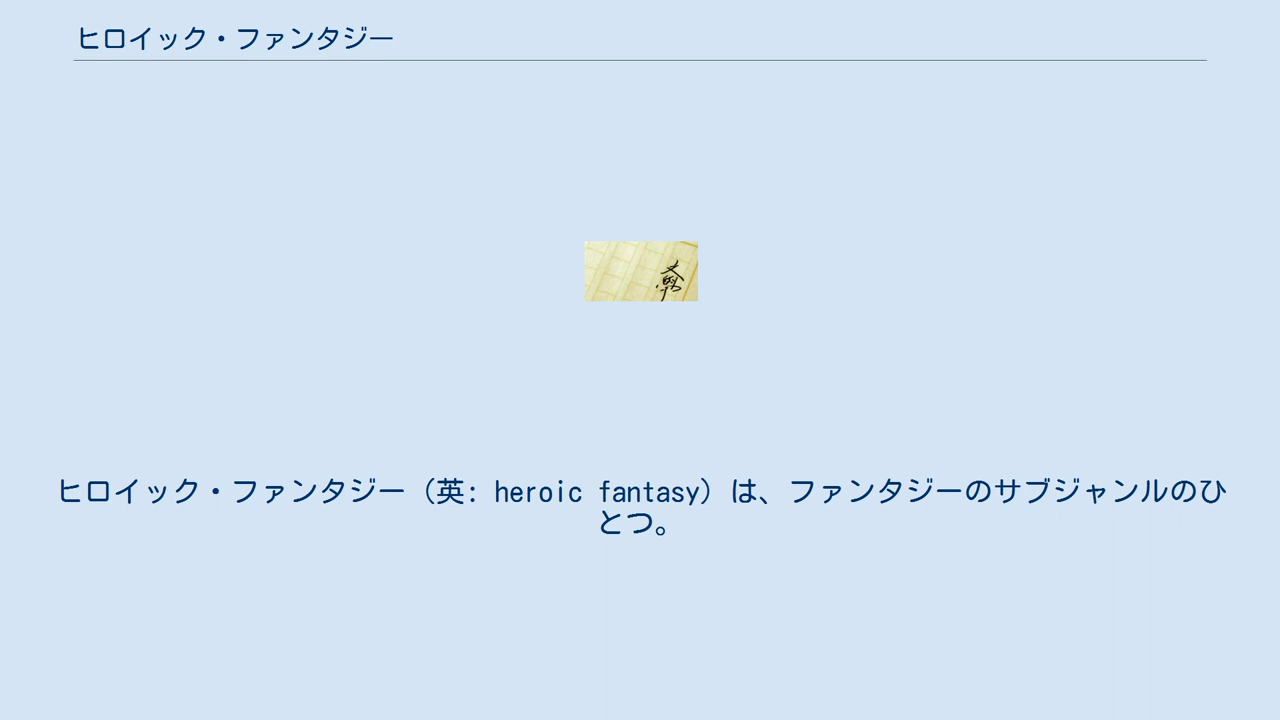 ヒロイック・ファンタジー
ヒロイック・ファンタジー（英: heroic fantasy）は、ファンタジーのサブジャンルのひ
とつ。